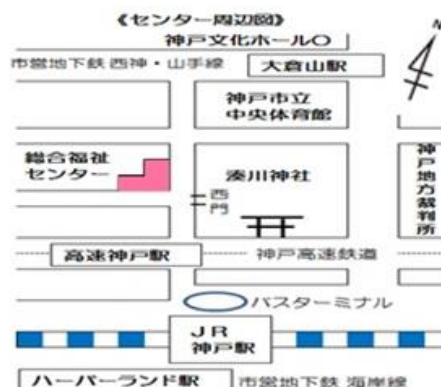 《センター周辺図》
神戸文化ホール〇
N
市営地下鉄 西神・山手線
大倉山駅
神戸市立
中央体育館
総合福祉
センター
湊川神社
西門
神戸地方裁判所
高速神戸駅
神戸高速鉄道
バスターミナル
JR
神戸駅
ハーバーランド駅
市営地下鉄 海岸線